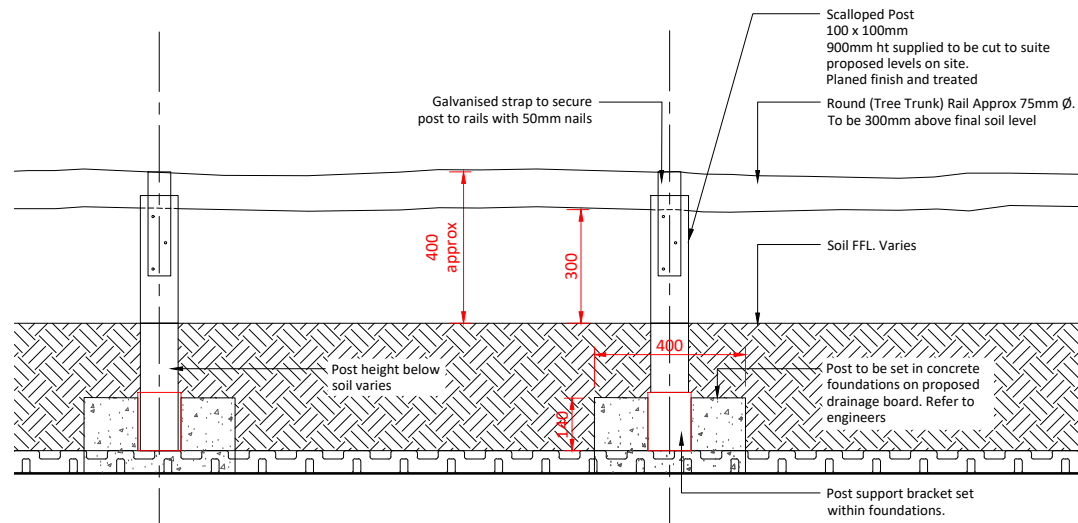 Scalloped Post
100 x 100mm
900mm ht supplied to be cut to suite
proposed levels on site.
Planed finish and treated
Galvanised strap to secure
post to rails with 50mm nails
Round (Tree Trunk) Rail Approx 75mm Ø.
To be 300mm above final soil level
400
approx
300
Soil FFL. Varies
400
Post height below
soil varies
Post to be set in concrete
foundations on proposed
drainage board. Refer to
engineers
140
Post support bracket set
within foundations.